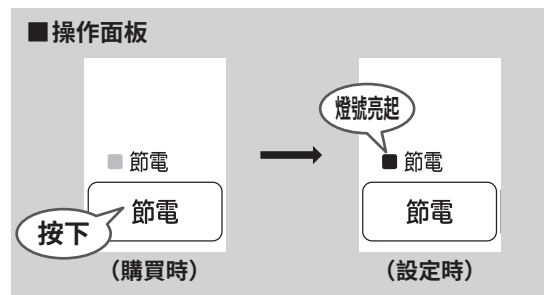 ■操作面板
燈號亮起
■ 節電
■ 節電
節電
節電
按下
（購買時）
（設定時）